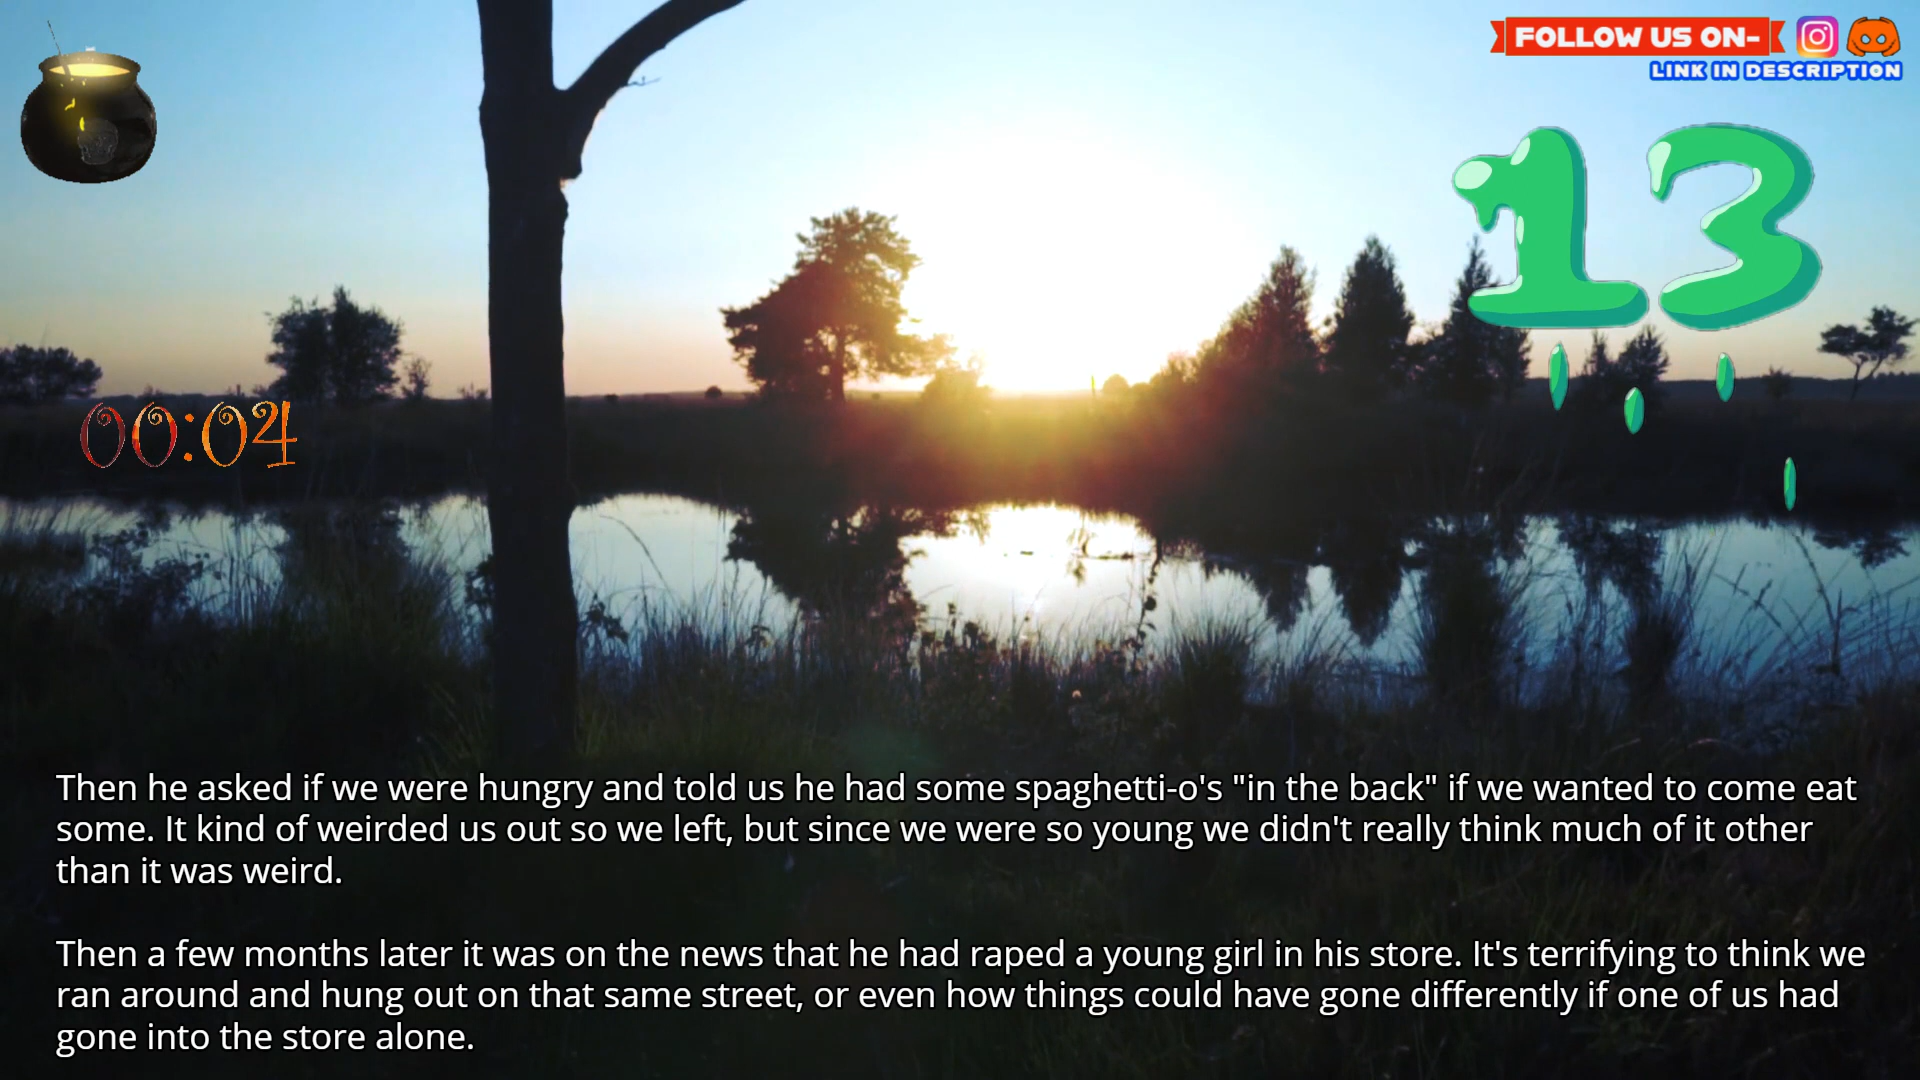 FOLLOW US ON-
LINK IN DESCRIPTION
13
00:04
Then he asked if we were hungry and told us he had some spaghetti-o's "in the back" if we wanted to come eat
some. It kind of weirded us out so we left, but since we were so young we didn't really think much of it other
than it was weird.
Then a few months later it was on the news that he had raped a young girl in his store. It's terrifying to think we
ran around and hung out on that same street, or even how things could have gone differently if one of us had
gone into the store alone.